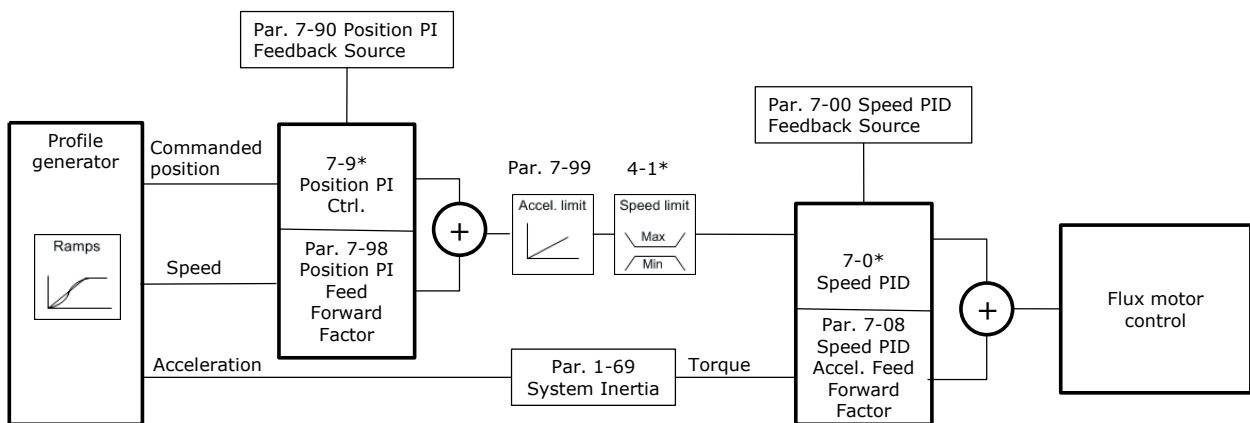 Par. 7-90 Position PI
Feedback Source
Par. 7-00 Speed PID
Feedback Source
Profile
generator
Commanded
position
7-9*
Position PI
Ctrl.
Par. 7-99
4-1*
Accel. limit
Speed limit
Max
Min
+
Ramps
Speed
Par. 7-98
Position PI
Feed
Forward
Factor
7-0*
Speed PID
+
Flux motor
control
Acceleration
Par. 1-69
System Inertia
Torque
Par. 7-08
Speed PID
Accel. Feed
Forward
Factor